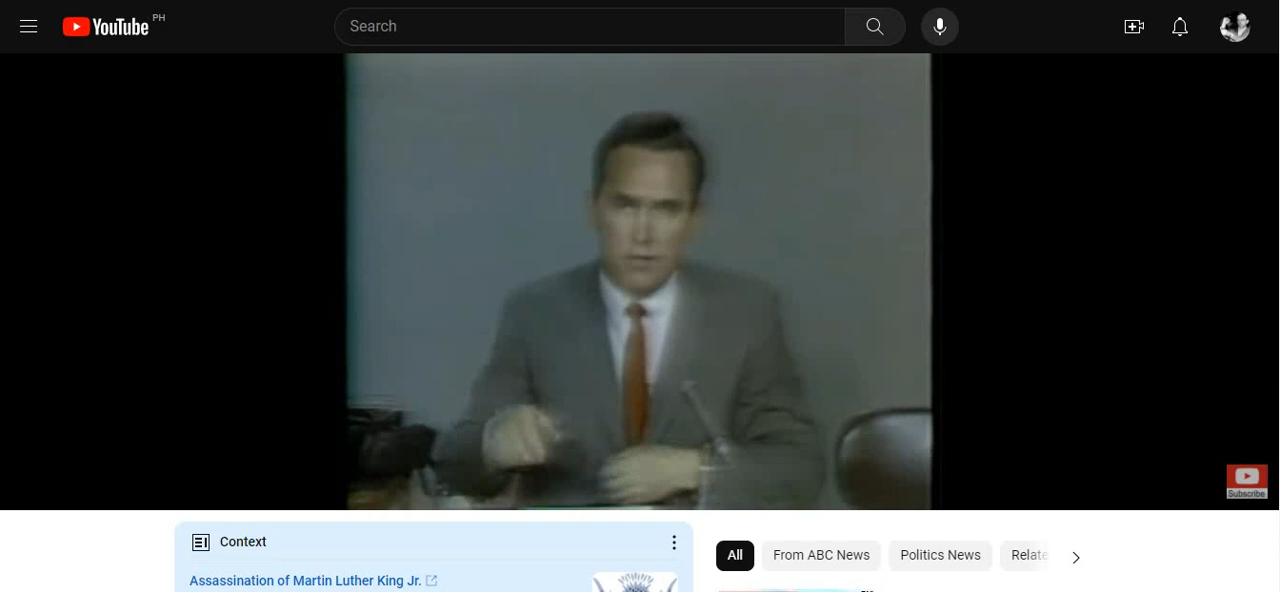 YouTube PH
Search
Subscribe
Context
Assassination of Martin Luther King Jr.
All
From ABC News
Politics News
Relate